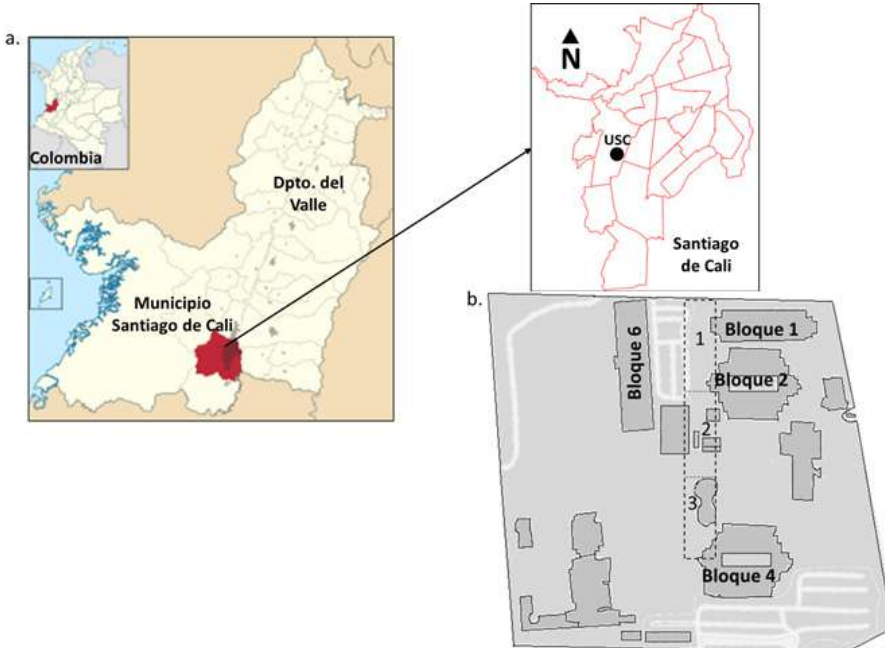 a.
Colombia
Dpto. del
Valle
Municipio
Santiago de Cali
N
USC
Santiago
de Cali
b.
Bloque 6
1
Bloque 1
Bloque 2
2
3
Bloque 4